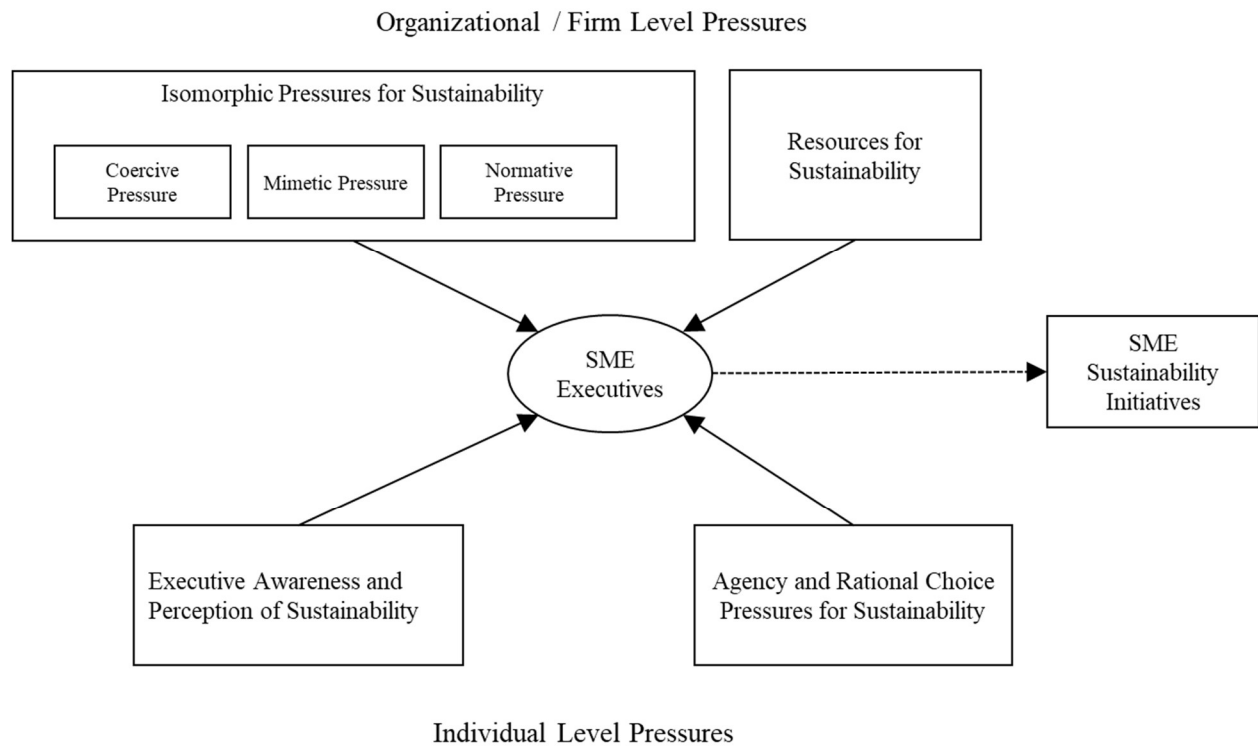 Organizational / Firm Level Pressures
Isomorphic Pressures for Sustainability
Coercive
Pressure
Mimetic Pressure
Normative
Pressure
Resources for
Sustainability
SME
Executives
SME
Sustainability
Initiatives
Executive Awareness and
Perception of Sustainability
Agency and Rational Choice
Pressures for Sustainability
Individual Level Pressures